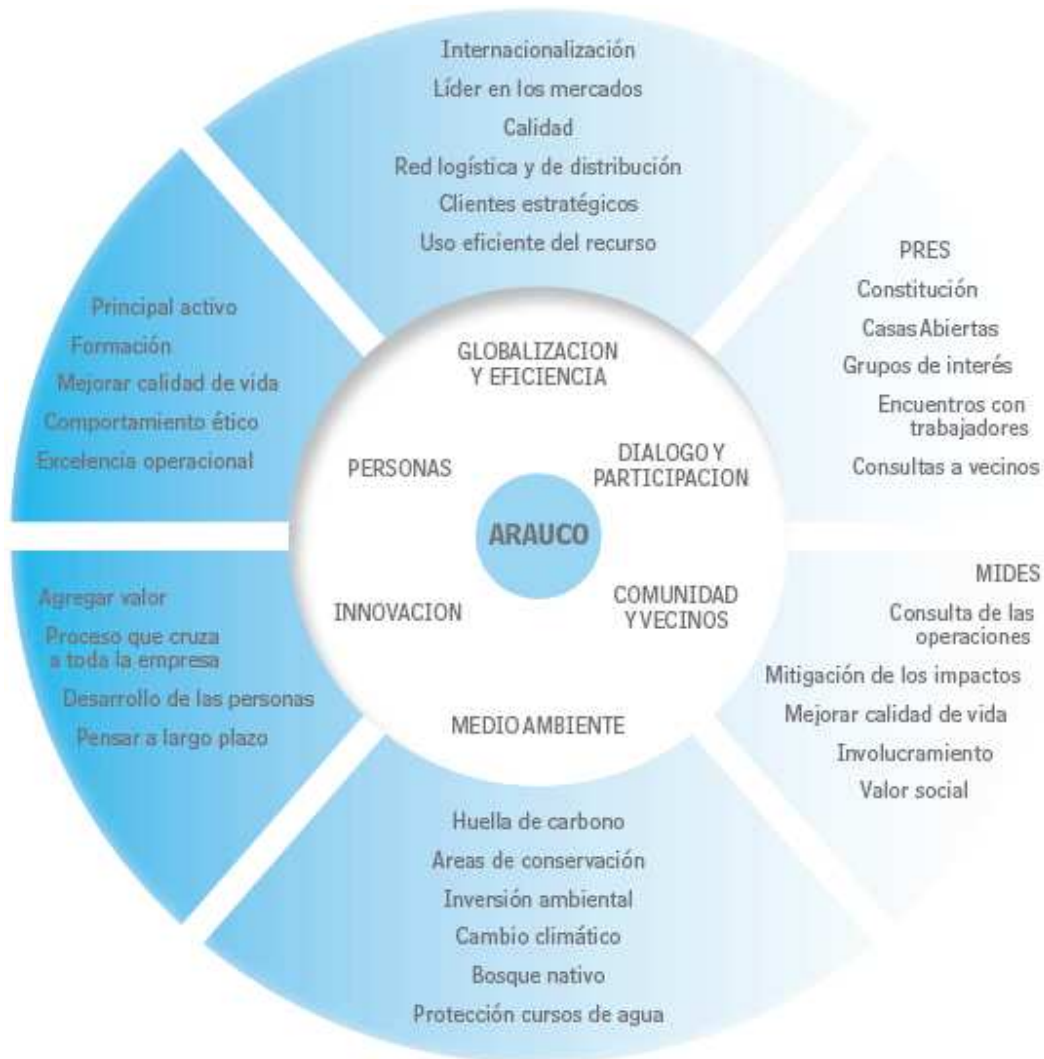 Internacionalización
Líder en los mercados
Calidad
Red logística y de distribución
Clientes estratégicos
Uso eficiente del recurso
PRES
Constitución
Casas Abiertas
Grupos de interés
Encuentros con
trabajadores
Consultas a vecinos
MIDES
Consulta de las
operaciones
Mitigación de los impactos
Mejorar calidad de vida
Involucramiento
Valor social
Huella de carbono
Areas de conservación
Inversión ambiental
Cambio climático
Bosque nativo
Protección cursos de agua
Agregar valor
Proceso que cruza
a toda la empresa
Desarrollo de las personas
Pensar a largo plazo
Principal activo
Formación
Mejorar calidad de vida
Comportamiento ético
Excelencia operacional
GLOBALIZACION
Y EFICIENCIA
DIALOGO Y
PARTICIPACION
COMUNIDAD
Y VECINOS
MEDIO AMBIENTE
INNOVACION
PERSONAS
ARAUCO